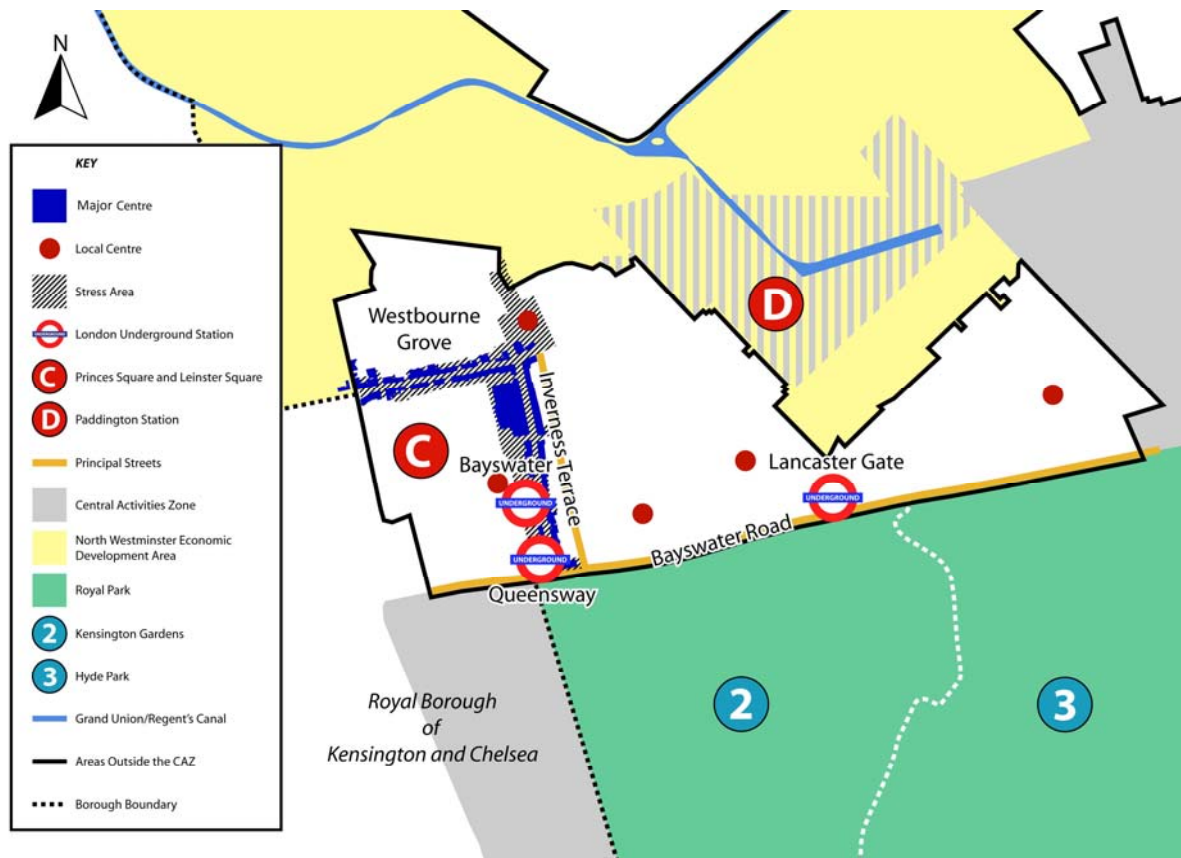 N
KEY
Major Centre
Local Centre
Stress Area
UNDERGROUND
London Underground Station
C
Princes Square and Leinster Square
D
Paddington Station
Principal Streets
Central Activities Zone
North Westminster Economic
Development Area
Royal Park
2
Kensington Gardens
3
Hyde Park
Grand Union/Regent's Canal
Areas Outside the CAZ
Borough Boundary
Westbourne
Grove
D
Inverness Terrace
C
Bayswater
UNDERGROUND
Lancaster Gate
UNDERGROUND
Bayswater Road
UNDERGROUND
Queensway
Royal Borough
of
Kensington and Chelsea
2
3